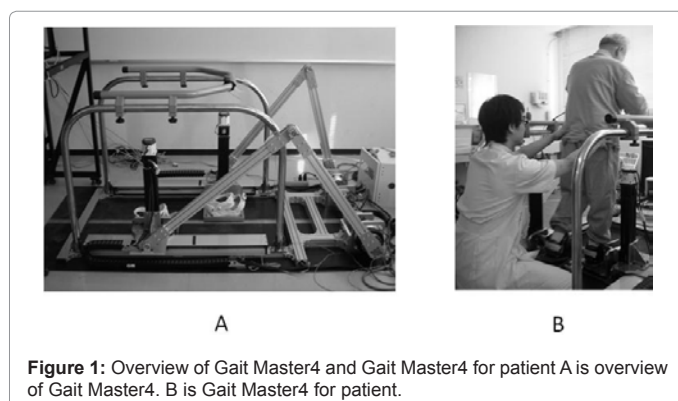 A
B
Figure 1: Overview of Gait Master4 and Gait Master4 for patient A is overview
of Gait Master4. B is Gait Master4 for patient.